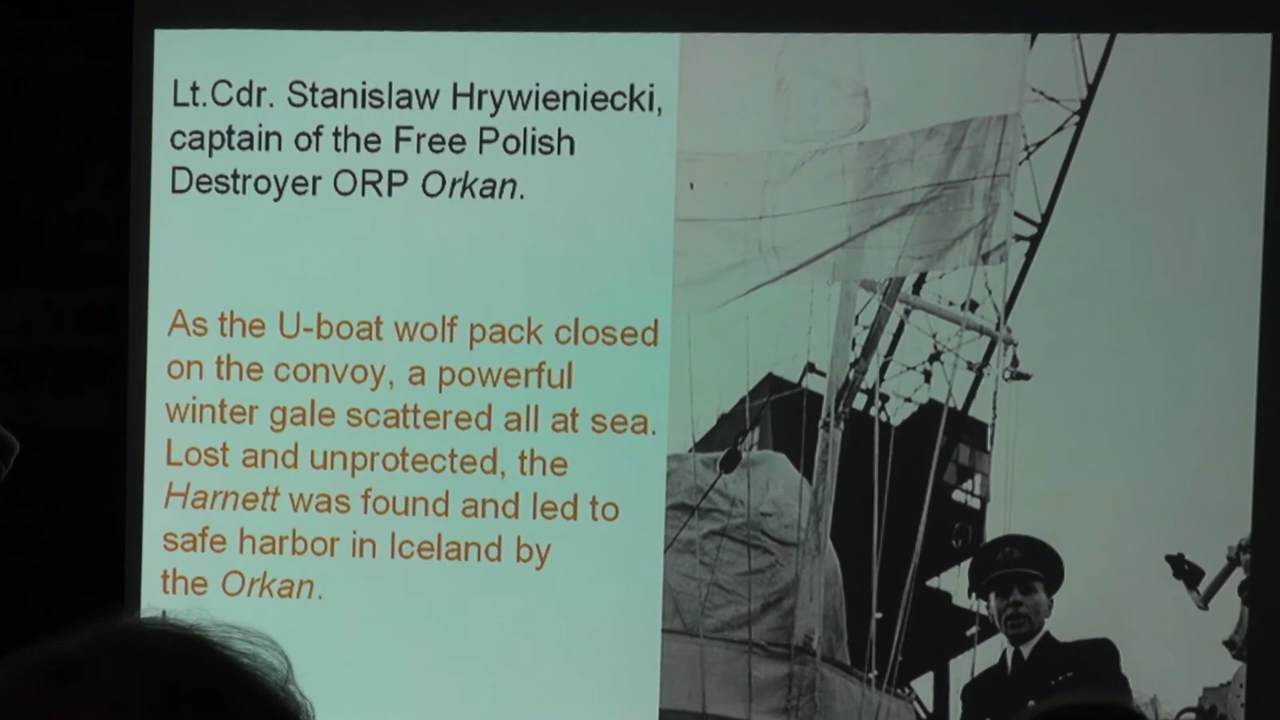 Lt.Cdr. Stanislaw Hrywieniecki,
captain of the Free Polish
Destroyer ORP Orkan.
As the U-boat wolf pack closed
on the convoy, a powerful
winter gale scattered all at sea.
Lost and unprotected, the
Harnett was found and led to
safe harbor in Iceland by
the Orkan.